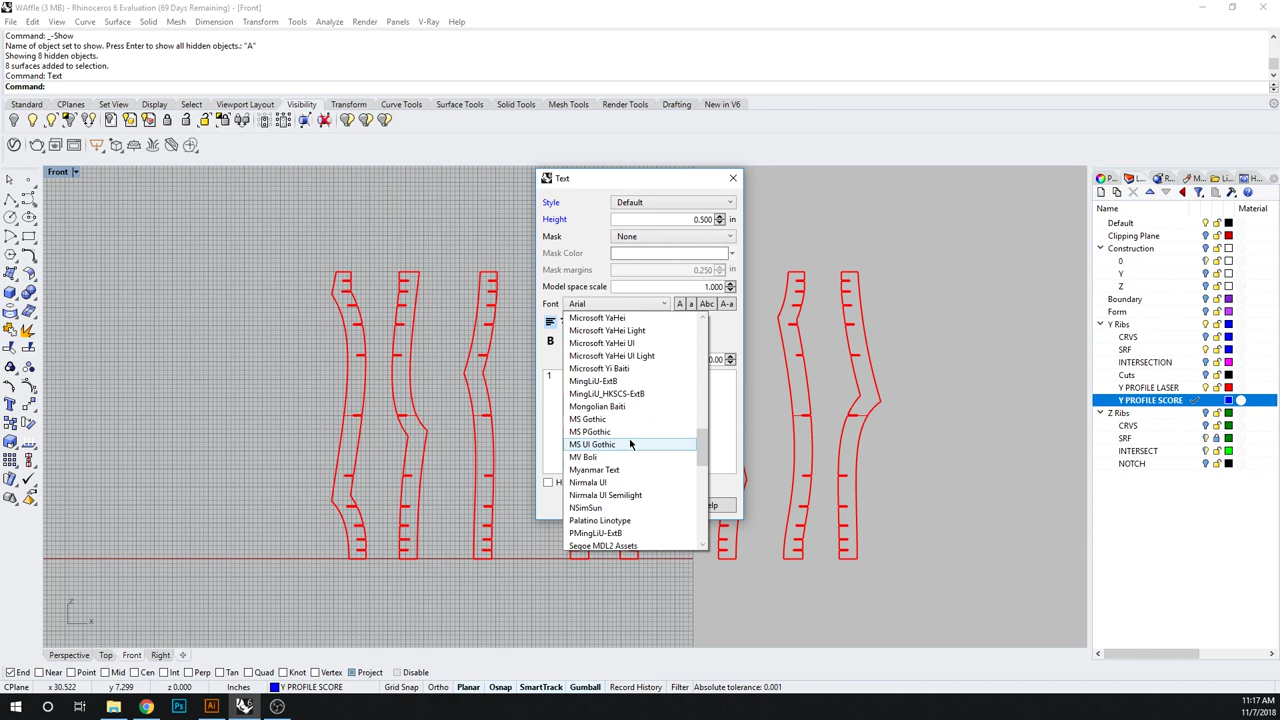 WAffle (3 MB) - Rhinoceros 6 Evaluation (69 Days Remaining) - [Front]
File Edit View Curve Surface Solid Mesh Dimension Transform Tools Analyze Render Panels V-Ray Help
Command: _-Show
Name of object set to show. Press Enter to show all hidden objects.: "A"
Showing 8 hidden objects.
8 surfaces added to selection.
Command: Text
Command:
Standard CPlanes Set View Display Select Viewport Layout Visibility Transform Curve Tools Surface Tools Solid Tools Mesh Tools Render Tools Drafting New in V6
Front
Text
Style Default
Height 0.500 in
Mask None
Mask Color
Mask margins 0.250 in
Model space scale 1.000
Font Arial A a Abc A-a
B
0.00
1
H
lp
Microsoft YaHei
Microsoft YaHei Light
Microsoft YaHei UI
Microsoft YaHei UI Light
Microsoft Yi Baiti
MingLiU-ExtB
MingLiU_HKSCS-ExtB
Mongolian Baiti
MS Gothic
MS PGothic
MS UI Gothic
MV Boli
Myanmar Text
Nirmala UI
Nirmala UI Semilight
NSimSun
Palatino Linotype
PMingLiU-ExtB
Segoe MDL2 Assets
P... L... R... M... Li... H...
Name Material
Default
Clipping Plane
Construction
0
Y
Z
Boundary
Form
Y Ribs
CRVS
SRF
INTERSECTION
Cuts
Y PROFILE LASER
Y PROFILE SCORE
Z Ribs
CRVS
SRF
INTERSECT
NOTCH
z
x
Perspective Top Front Right
End Near Point Mid Cen Int Perp Tan Quad Knot Vertex Project Disable
CPlane x 30.522 y 7.299 z 0.000 Inches Y PROFILE SCORE Grid Snap Ortho Planar Osnap SmartTrack Gumball Record History Filter Absolute tolerance: 0.001
Ps Ai
11:17 AM
11/7/2018